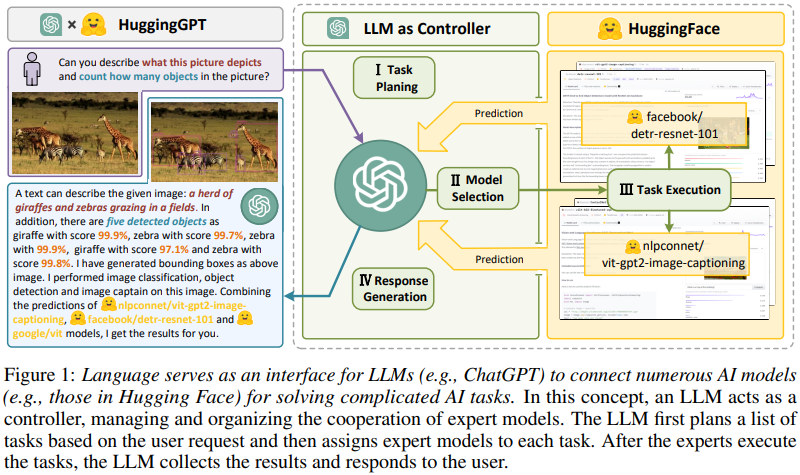 HuggingGPT
Can you describe what this picture depicts
and count how many objects in the picture?
A text can describe the given image: a herd
of giraffes and zebras grazing in a fields. In
addition, there are five detected objects as
giraffe with score 99.9%, zebra with score 99.7%, zebra
with 99.9%, giraffe with score 97.1% and zebra with
score 99.8%. I have generated bounding boxes as above
image. I performed image classification, object
detection and image captain on this image. Combining
the predictions of nlpconnet/vit-gpt2-image-
captioning, facebook/detr-resnet-101 and
google/vit models, I get the results for you.
LLM as Controller
Ⅰ Task
Planing
Ⅱ Model
Selection
Ⅳ Response
Generation
HuggingFace
Prediction
facebook/
detr-resnet-101
Ⅲ Task Execution
Prediction
nlpconnet/
vit-gpt2-image-captioning
Figure 1: Language serves as an interface for LLMs (e.g., ChatGPT) to connect numerous AI models
(e.g., those in Hugging Face) for solving complicated AI tasks. In this concept, an LLM acts as a
controller, managing and organizing the cooperation of expert models. The LLM first plans a list of
tasks based on the user request and then assigns expert models to each task. After the experts execute
the tasks, the LLM collects the results and responds to the user.